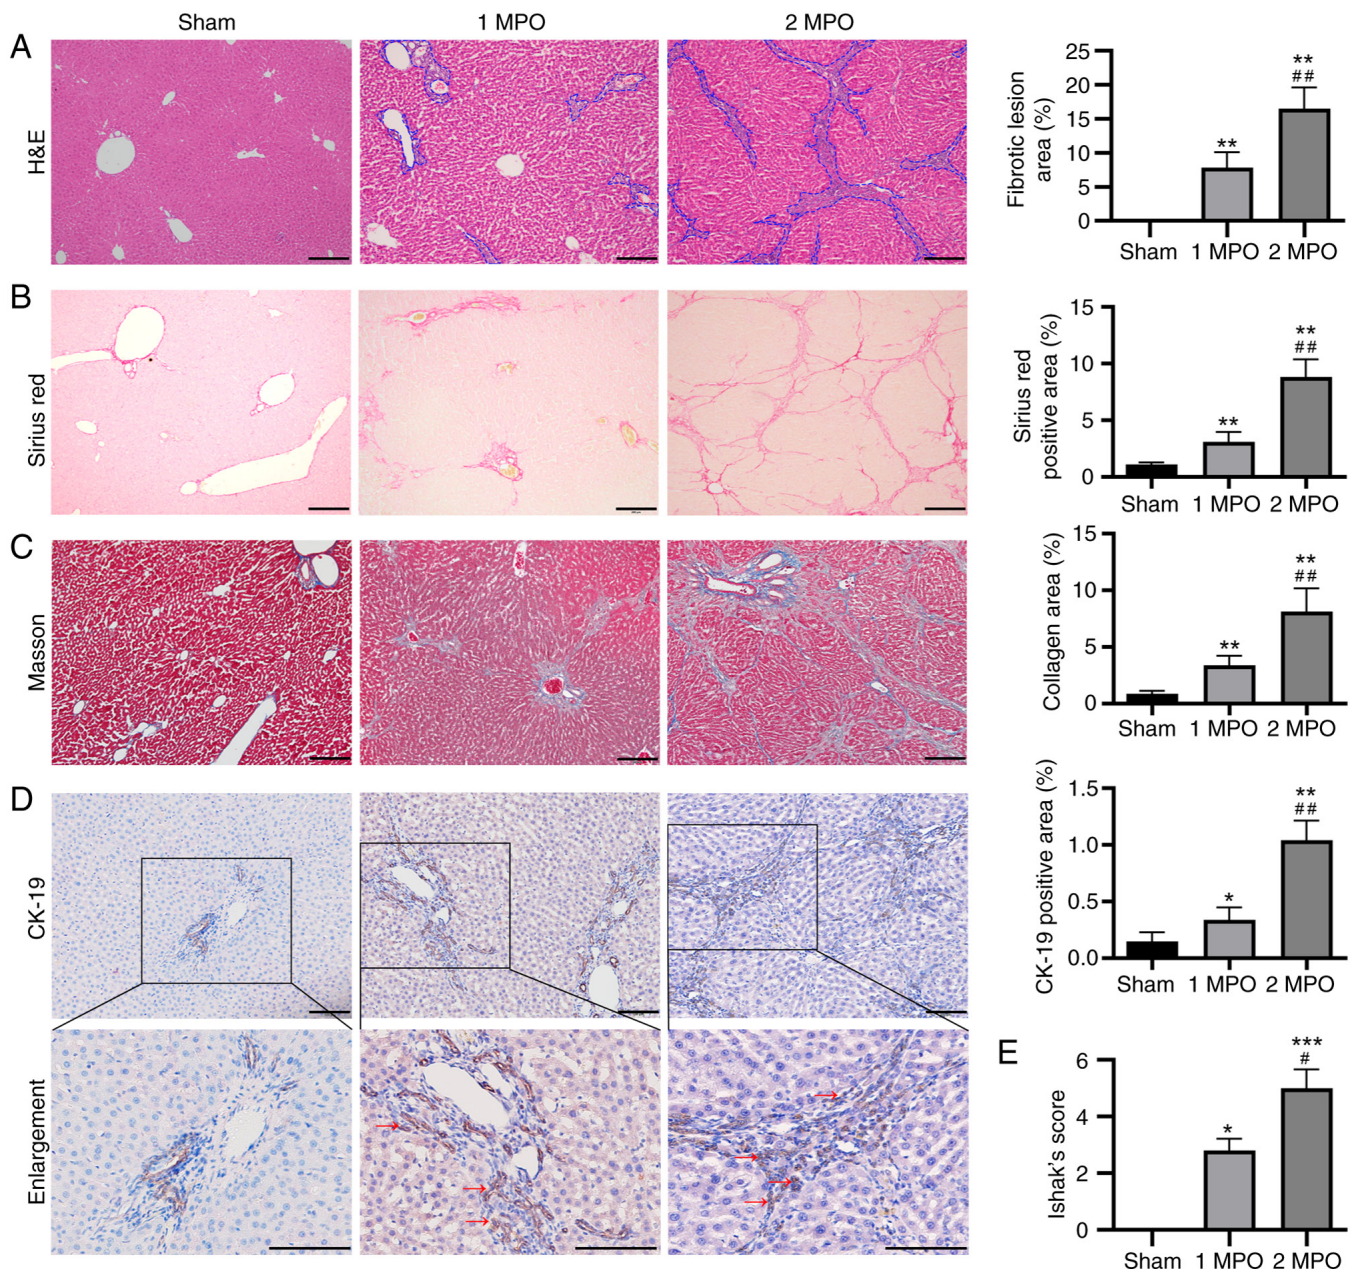 Sham 1 MPO 2 MPO
A
H&E
Fibrotic lesion
area (%)
25
20
15
10
5
0
**
**
##
Sham 1 MPO 2 MPO
B
Sirius red
Sirius red
positive area (%)
15
10
5
0
**
**
##
Sham 1 MPO 2 MPO
C
Masson
Collagen area (%)
15
10
5
0
**
**
##
Sham 1 MPO 2 MPO
D
CK-19
CK-19 positive area (%)
1.5
1.0
0.5
0.0
*
**
##
Sham 1 MPO 2 MPO
Enlargement
E
Ishak's score
6
4
2
0
*
***
#
Sham 1 MPO 2 MPO